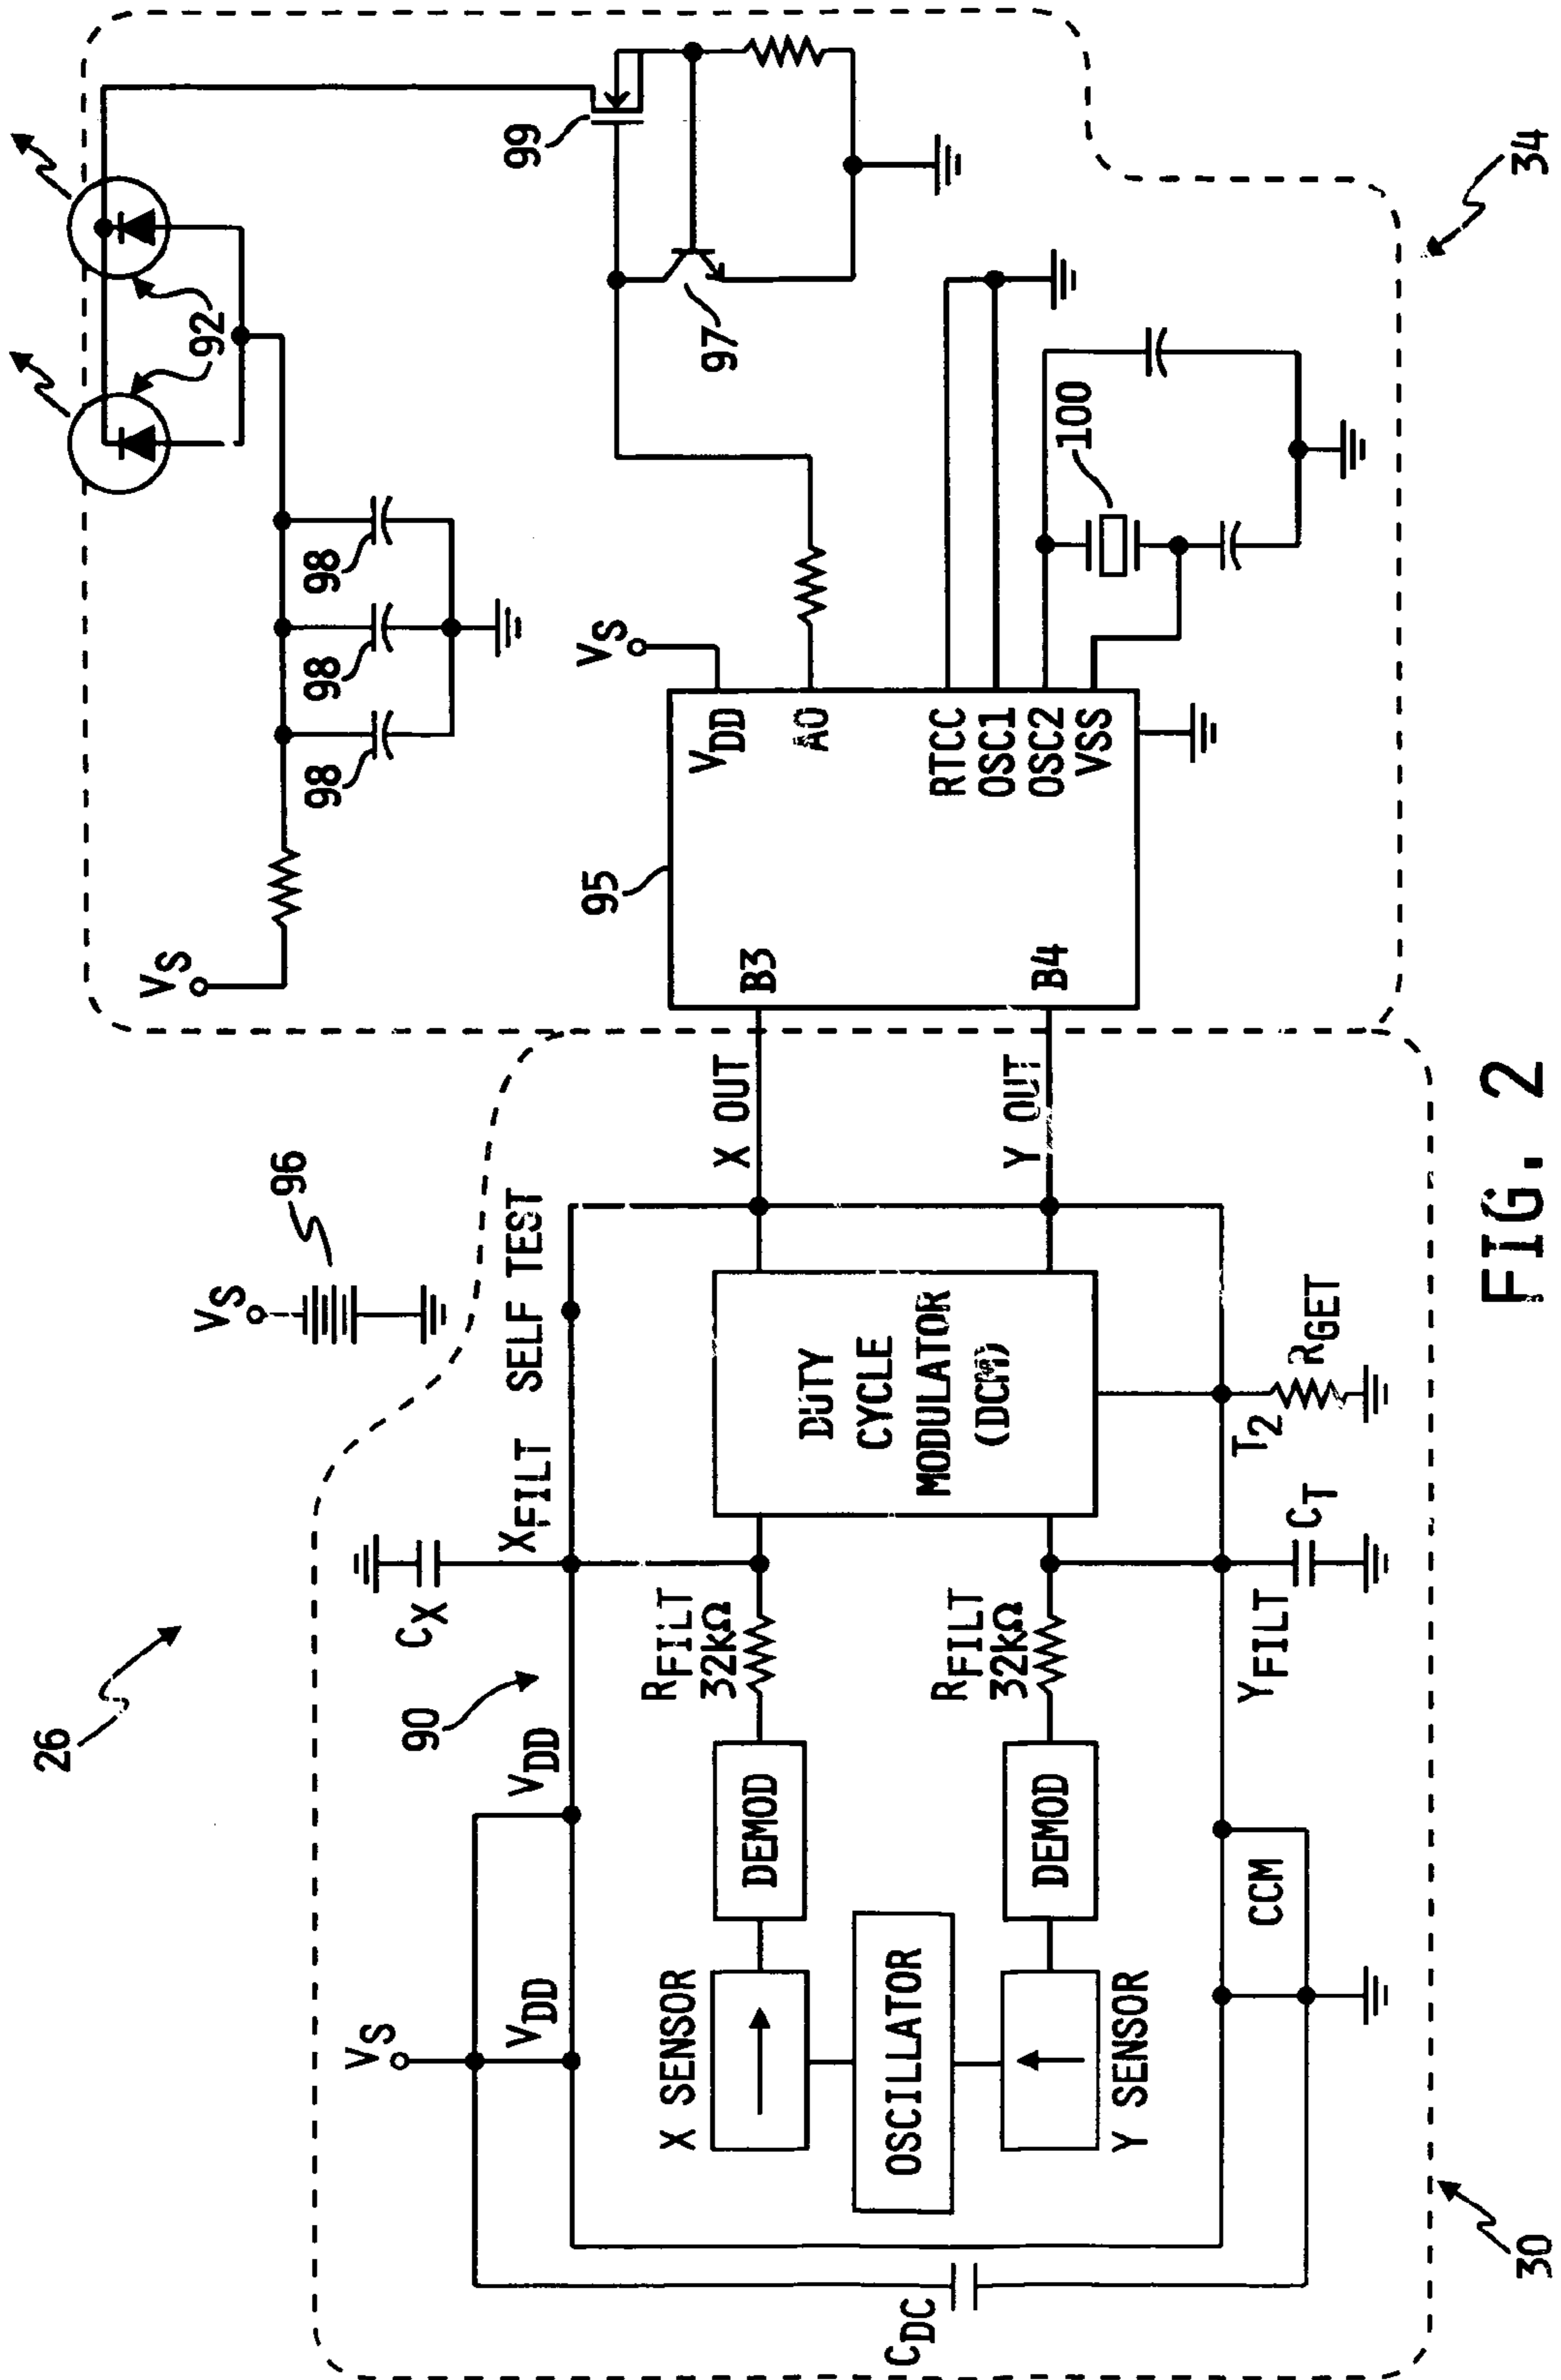 26
30
34
90
96
VS
VDD
VDD
CX
XFILT
SELF TEST
VS
CDC
X SENSOR
OSCILLATOR
Y SENSOR
DEMOD
DEMOD
RFILT
32kΩ
RFILT
32kΩ
DUTY
CYCLE
MODULATOR
(DCM)
X OUT
Y OUT
CCM
YFILT
CT
T2
RGET
VS
98
98
98
92
99
97
VS
95
B3
B4
VDD
A0
RTCC
OSC1
OSC2
VSS
100
FIG. 2